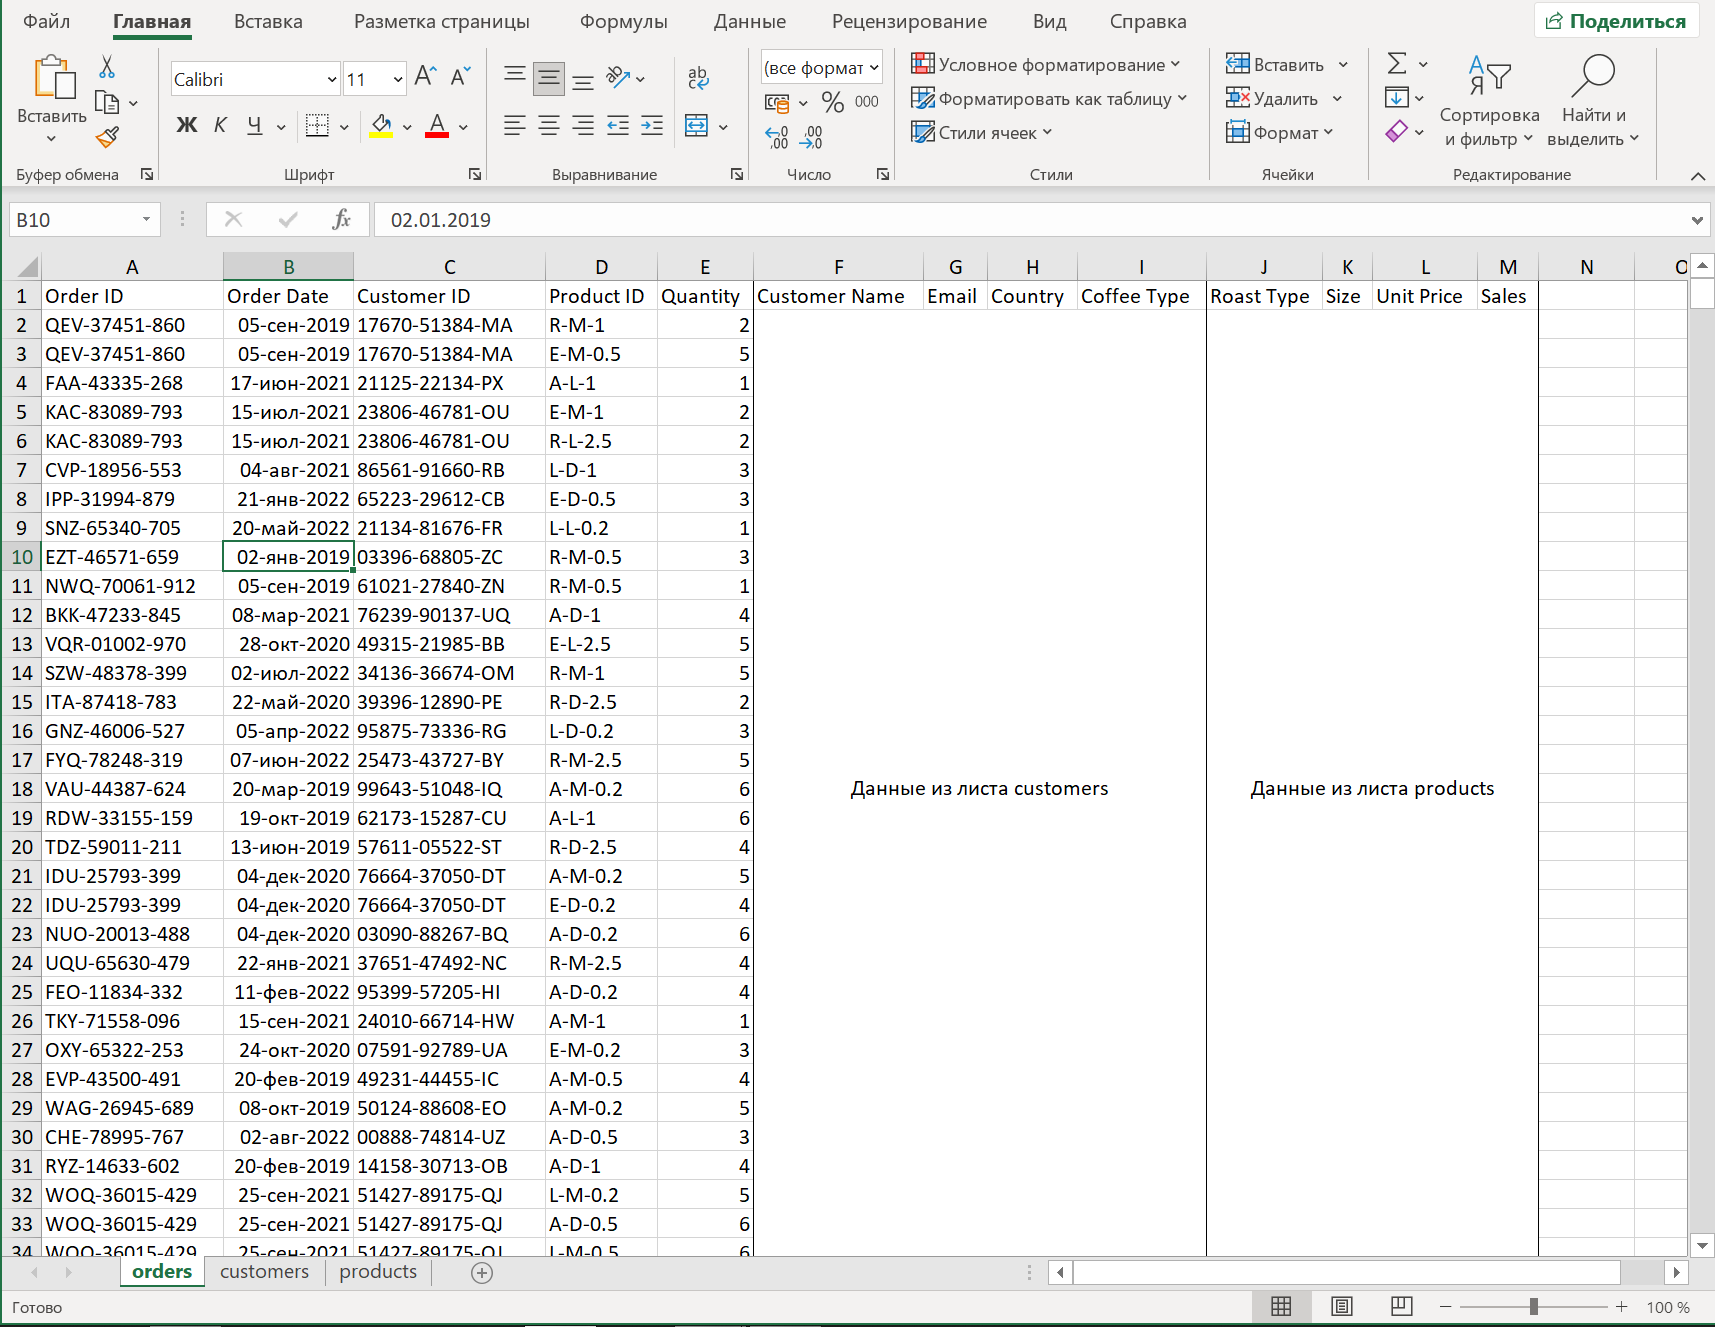 Файл Главная Вставка Разметка страницы Формулы Данные Рецензирование Вид Справка Поделиться
Calibri 11 ab (все формат Условное форматирование Вставить Σ
Вставить Форматировать как таблицу Удалить Сортировка и фильтр Найти и выделить
Ж К Ч А % 000 Стили ячеек Формат
Буфер обмена Шрифт Выравнивание Число Стили Ячейки Редактирование
B10 fx 02.01.2019
A B C D E F G H I J K L M N O
1 Order ID Order Date Customer ID Product ID Quantity Customer Name Email Country Coffee Type Roast Type Size Unit Price Sales
2 QEV-37451-860 05-сен-2019 17670-51384-MA R-M-1 2
3 QEV-37451-860 05-сен-2019 17670-51384-MA E-M-0.5 5
4 FAA-43335-268 17-июн-2021 21125-22134-PX A-L-1 1
5 KAC-83089-793 15-июл-2021 23806-46781-OU E-M-1 2
6 KAC-83089-793 15-июл-2021 23806-46781-OU R-L-2.5 2
7 CVP-18956-553 04-авг-2021 86561-91660-RB L-D-1 3
8 IPP-31994-879 21-янв-2022 65223-29612-CB E-D-0.5 3
9 SNZ-65340-705 20-май-2022 21134-81676-FR L-L-0.2 1
10 EZT-46571-659 02-янв-2019 03396-68805-ZC R-M-0.5 3
11 NWQ-70061-912 05-сен-2019 61021-27840-ZN R-M-0.5 1
12 BKK-47233-845 08-мар-2021 76239-90137-UQ A-D-1 4
13 VQR-01002-970 28-окт-2020 49315-21985-BB E-L-2.5 5
14 SZW-48378-399 02-июл-2022 34136-36674-OM R-M-1 5
15 ITA-87418-783 22-май-2020 39396-12890-PE R-D-2.5 2
16 GNZ-46006-527 05-апр-2022 95875-73336-RG L-D-0.2 3
17 FYQ-78248-319 07-июн-2022 25473-43727-BY R-M-2.5 5
18 VAU-44387-624 20-мар-2019 99643-51048-IQ A-M-0.2 6 Данные из листа customers Данные из листа products
19 RDW-33155-159 19-окт-2019 62173-15287-CU A-L-1 6
20 TDZ-59011-211 13-июн-2019 57611-05522-ST R-D-2.5 4
21 IDU-25793-399 04-дек-2020 76664-37050-DT A-M-0.2 5
22 IDU-25793-399 04-дек-2020 76664-37050-DT E-D-0.2 4
23 NUO-20013-488 04-дек-2020 03090-88267-BQ A-D-0.2 6
24 UQU-65630-479 22-янв-2021 37651-47492-NC R-M-2.5 4
25 FEO-11834-332 11-фев-2022 95399-57205-HI A-D-0.2 4
26 TKY-71558-096 15-сен-2021 24010-66714-HW A-M-1 1
27 OXY-65322-253 24-окт-2020 07591-92789-UA E-M-0.2 3
28 EVP-43500-491 20-фев-2019 49231-44455-IC A-M-0.5 4
29 WAG-26945-689 08-окт-2019 50124-88608-EO A-M-0.2 5
30 CHE-78995-767 02-авг-2022 00888-74814-UZ A-D-0.5 3
31 RYZ-14633-602 20-фев-2019 14158-30713-OB A-D-1 4
32 WOQ-36015-429 25-сен-2021 51427-89175-QJ L-M-0.2 5
33 WOQ-36015-429 25-сен-2021 51427-89175-QJ A-D-0.5 6
34 WOQ-36015-429 25-сен-2021 51427-89175-QJ L-M-0.5 6
orders customers products
Готово 100 %